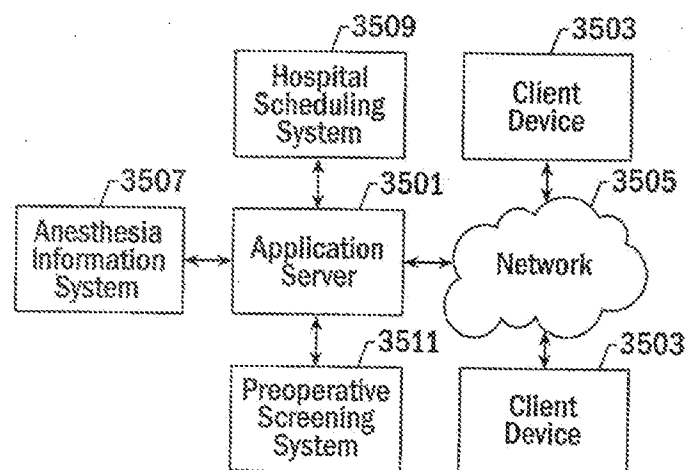 3509
3503
Hospital
Scheduling
System
Client
Device
3507
3501
3505
Anesthesia
Information
System
Application
Server
Network
3511
3503
Preoperative
Screening
System
Client
Device